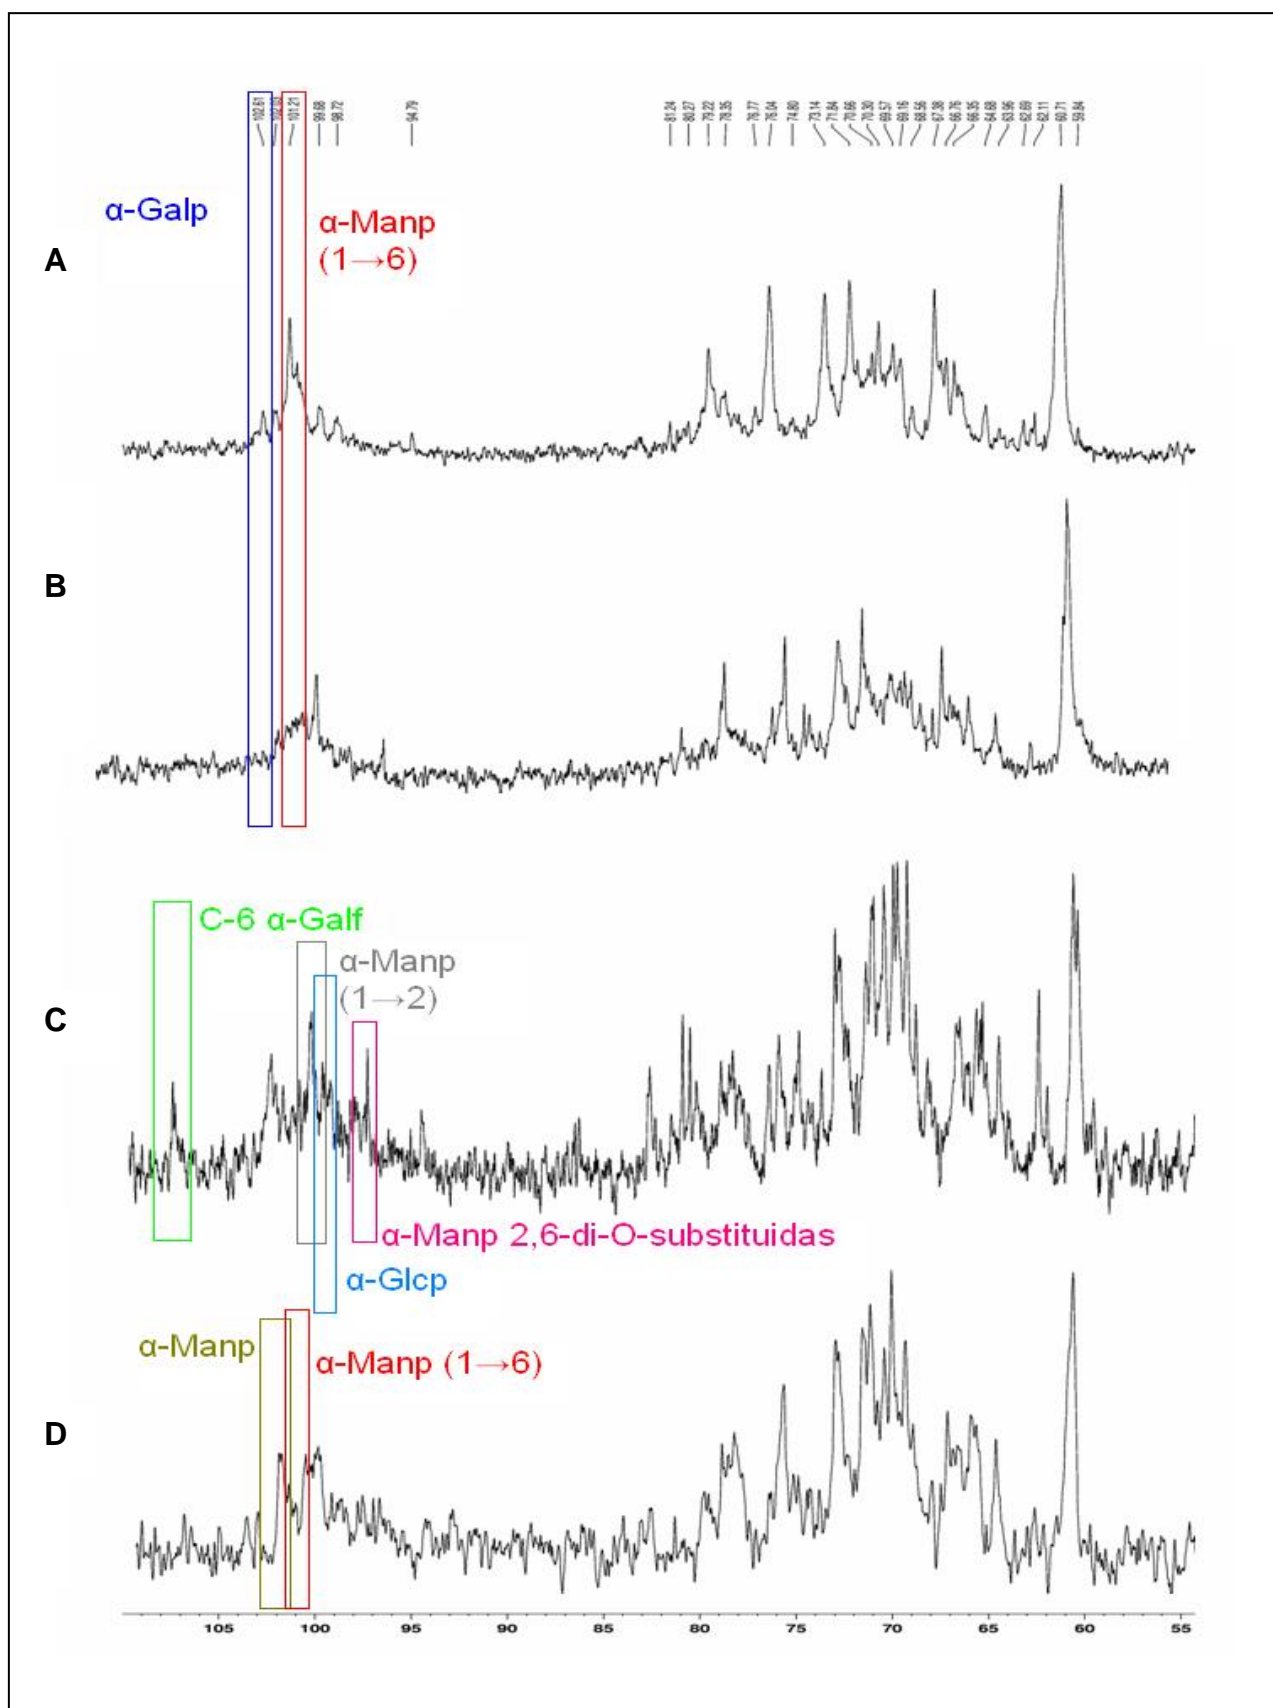 102.61 102.03 101.21 99.68 98.72 94.79 81.24 80.27 79.22 78.35 76.77 76.04 74.80 73.14 71.84 70.66 70.30 69.57 69.16 68.56 67.38 66.76 66.35 64.68 63.96 62.69 62.11 60.71 59.84
α-Galp
α-Manp
(1→6)
A
B
C-6 α-Galf
α-Manp
(1→2)
C
α-Manp 2,6-di-O-substituidas
α-Glcp
α-Manp
α-Manp (1→6)
D
105 100 95 90 85 80 75 70 65 60 55